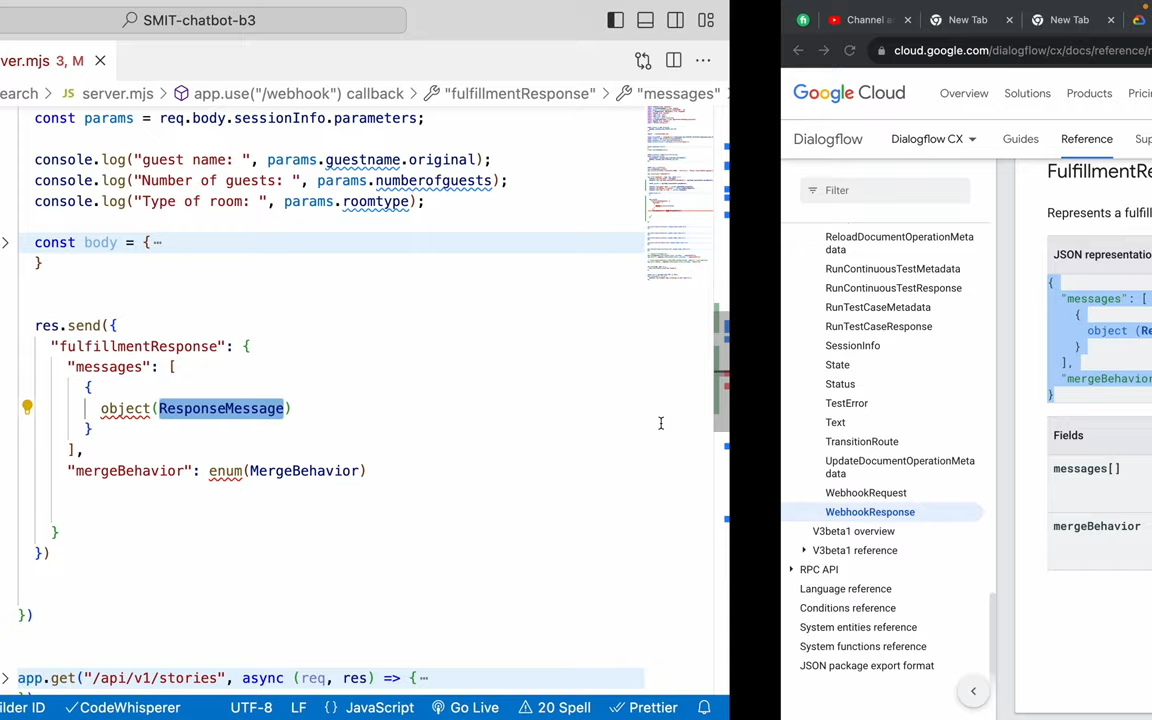 SMIT-chatbot-b3
ver.mjs 3, M
earch > JS server.mjs > app.use("/webhook") callback > "fulfillmentResponse" > "messages"
const params = req.body.sessionInfo.parameters;
console.log("guest name: ", params.guestname.original);
console.log("Number of guests: ", params.numberofguests);
console.log("Type of room: ", params.roomtype);
const body = {⋯
}
res.send({
"fulfillmentResponse": {
"messages": [
{
object(ResponseMessage)
}
],
"mergeBehavior": enum(MergeBehavior)
}
})
})
app.get("/api/v1/stories", async (req, res) => {⋯
ilder ID
CodeWhisperer
UTF-8
LF
{ } JavaScript
Go Live
20 Spell
Prettier
Channel a
New Tab
New Tab
cloud.google.com/dialogflow/cx/docs/reference/r
Google Cloud
Overview
Solutions
Products
Prici
Dialogflow
Dialogflow CX
Guides
Reference
Sup
Filter
ReloadDocumentOperationMeta
data
RunContinuousTestMetadata
RunContinuousTestResponse
RunTestCaseMetadata
RunTestCaseResponse
SessionInfo
State
Status
TestError
Text
TransitionRoute
UpdateDocumentOperationMeta
data
WebhookRequest
WebhookResponse
V3beta1 overview
V3beta1 reference
RPC API
Language reference
Conditions reference
System entities reference
System functions reference
JSON package export format
FulfillmentRe
Represents a fulfil
JSON representatio
{
"messages": [
{
object (Re
}
],
"mergeBehavior
}
Fields
messages[]
mergeBehavior